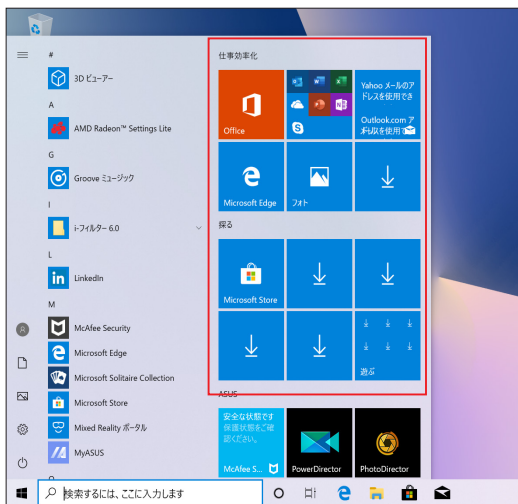 #
3D ビューアー
A
AMD Radeon™ Settings Lite
G
Groove ミュージック
I
i-フィルター 6.0
L
LinkedIn
M
McAfee Security
Microsoft Edge
Microsoft Solitaire Collection
Microsoft Store
Mixed Reality ポータル
MyASUS
仕事効率化
Office
Yahoo メールのア
ドレスを使用でき
Outlook.com ア
ドレスを使用で
Microsoft Edge
フォト
探る
Microsoft Store
遊ぶ
ASUS
安全な状態です
保護状態をご確
認ください。
McAfee S...
PowerDirector
PhotoDirector
検索するには、ここに入力します